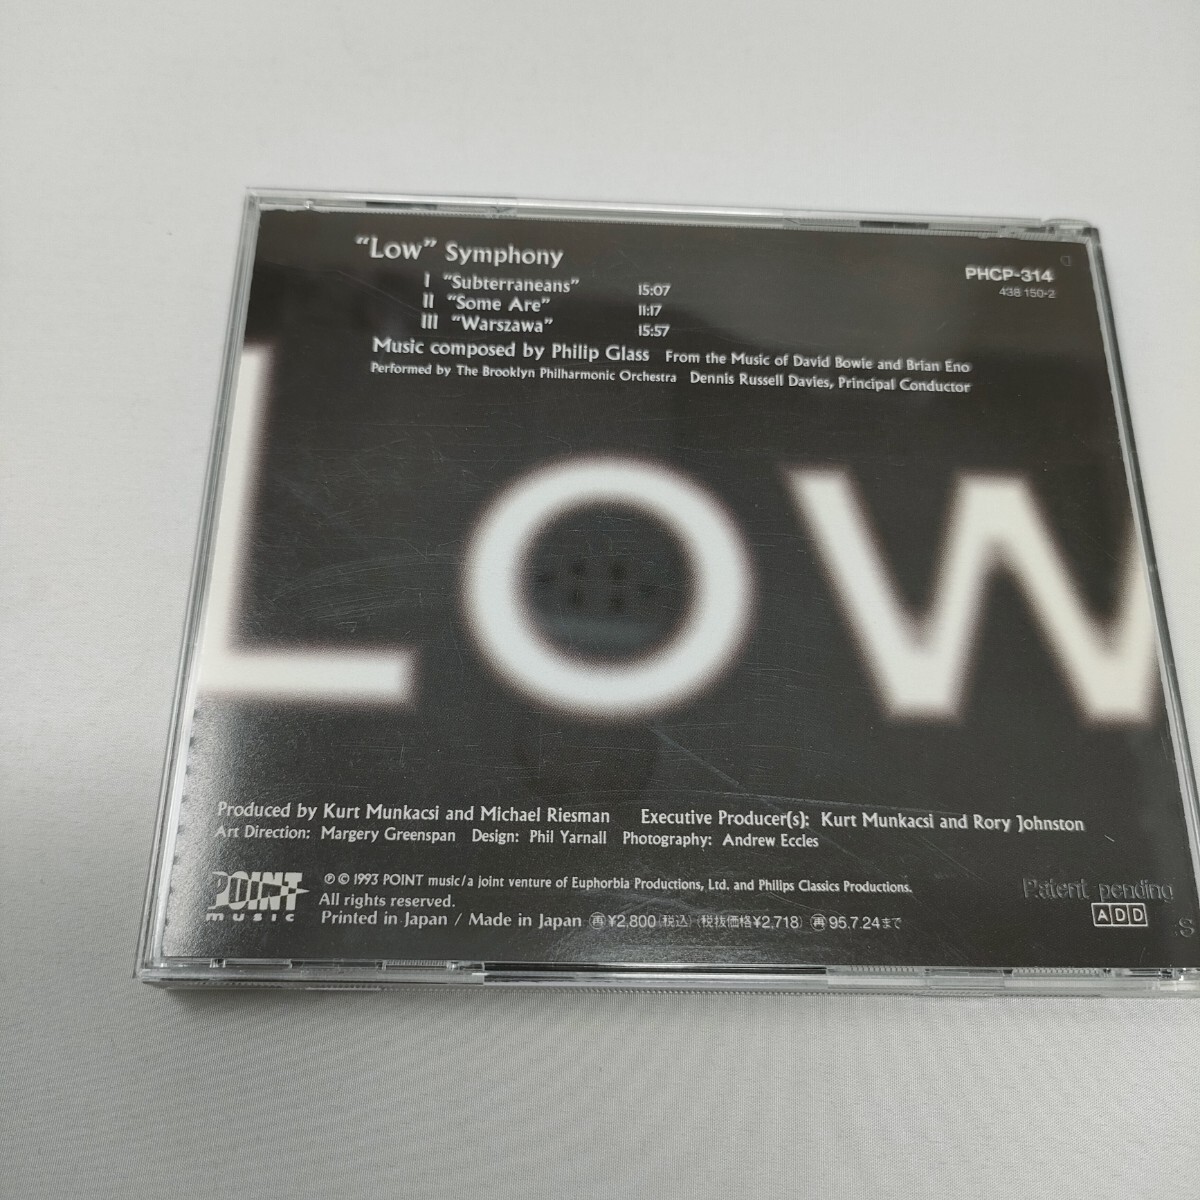 "Low" Symphony
PHCP-314
438 150-2
I "Subterraneans" 15:07
II "Some Are" 11:17
III "Warszawa" 15:57
Music composed by Philip Glass From the Music of David Bowie and Brian Eno
Performed by The Brooklyn Philharmonic Orchestra Dennis Russell Davies, Principal Conductor
LOW
Produced by Kurt Munkacsi and Michael Riesman Executive Producer(s): Kurt Munkacsi and Rory Johnston
Art Direction: Margery Greenspan Design: Phil Yarnall Photography: Andrew Eccles
POINT
music
℗ © 1993 POINT music/a joint venture of Euphorbia Productions, Ltd. and Philips Classics Productions.
All rights reserved.
Printed in Japan / Made in Japan ㊢¥2,800(税込)(税抜価格¥2,718) ㊢95.7.24まで
Patent pending
ADD
S